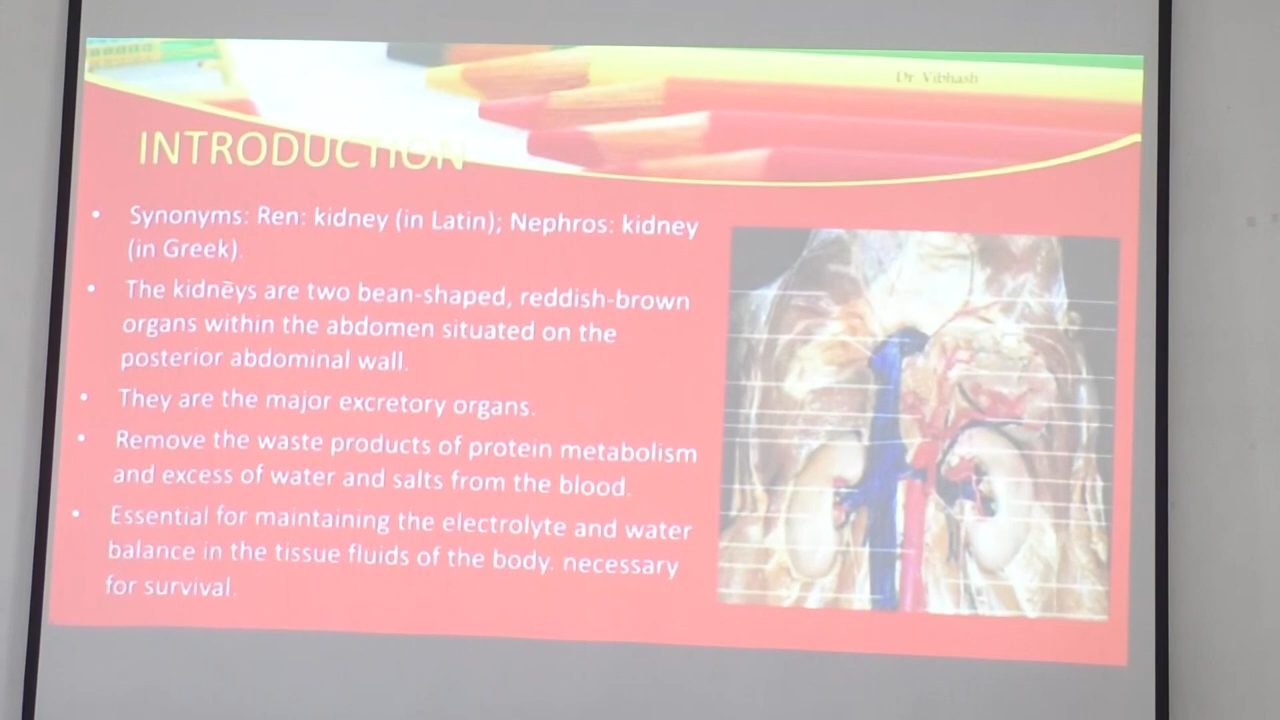 Dr. Vibhash
INTRODUCTION
• Synonyms: Ren: kidney (in Latin); Nephros: kidney
(in Greek).
• The kidnēys are two bean-shaped, reddish-brown
organs within the abdomen situated on the
posterior abdominal wall.
• They are the major excretory organs.
• Remove the waste products of protein metabolism
and excess of water and salts from the blood.
• Essential for maintaining the electrolyte and water
balance in the tissue fluids of the body. necessary
for survival.